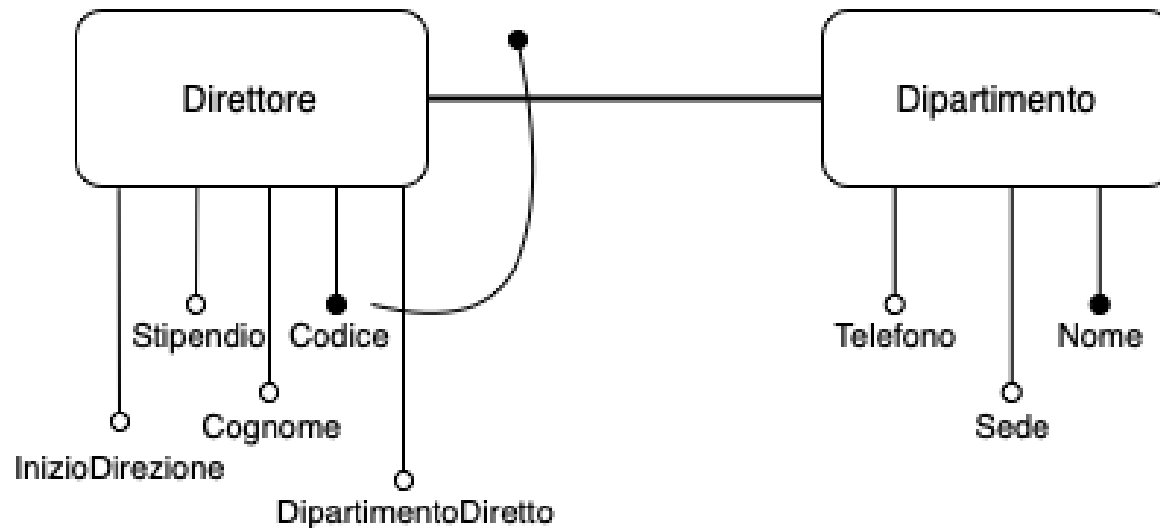 Direttore
Dipartimento
Stipendio
Codice
Telefono
Nome
Cognome
Sede
InizioDirezione
DipartimentoDiretto